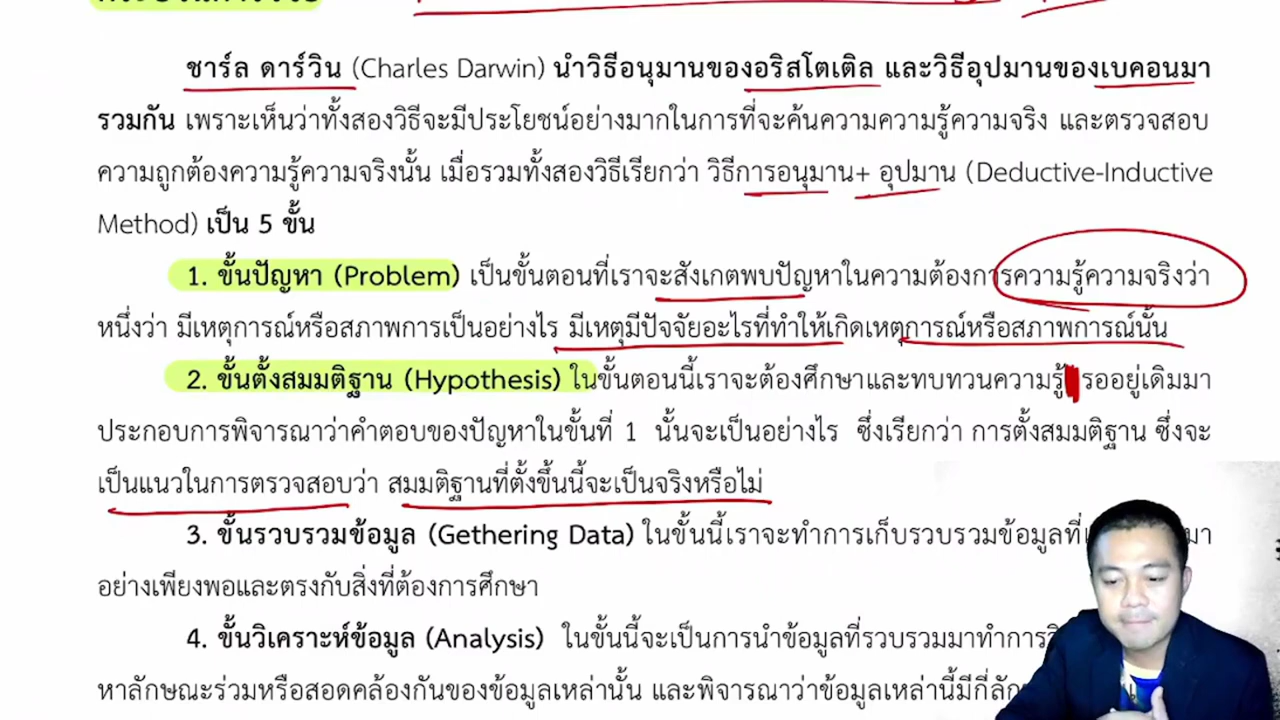 ชาร์ล ดาร์วิน (Charles Darwin) นำวิธีอนุมานของอริสโตเติล และวิธีอุปมานของเบคอนมา
รวมกัน เพราะเห็นว่าทั้งสองวิธีจะมีประโยชน์อย่างมากในการที่จะค้นความความรู้ความจริง และตรวจสอบ
ความถูกต้องความรู้ความจริงนั้น เมื่อรวมทั้งสองวิธีเรียกว่า วิธีการอนุมาน+ อุปมาน (Deductive-Inductive
Method) เป็น 5 ขั้น
1. ขั้นปัญหา (Problem) เป็นขั้นตอนที่เราจะสังเกตพบปัญหาในความต้องการความรู้ความจริงว่า
หนึ่งว่า มีเหตุการณ์หรือสภาพการเป็นอย่างไร มีเหตุมีปัจจัยอะไรที่ทำให้เกิดเหตุการณ์หรือสภาพการณ์นั้น
2. ขั้นตั้งสมมติฐาน (Hypothesis) ในขั้นตอนนี้เราจะต้องศึกษาและทบทวนความรู้ รออยู่เดิมมา
ประกอบการพิจารณาว่าคำตอบของปัญหาในขั้นที่ 1 นั้นจะเป็นอย่างไร ซึ่งเรียกว่า การตั้งสมมติฐาน ซึ่งจะ
เป็นแนวในการตรวจสอบว่า สมมติฐานที่ตั้งขึ้นนี้จะเป็นจริงหรือไม่
3. ขั้นรวบรวมข้อมูล (Gethering Data) ในขั้นนี้เราจะทำการเก็บรวบรวมข้อมูลที่ มา
อย่างเพียงพอและตรงกับสิ่งที่ต้องการศึกษา
4. ขั้นวิเคราะห์ข้อมูล (Analysis) ในขั้นนี้จะเป็นการนำข้อมูลที่รวบรวมมาทำการ
หาลักษณะร่วมหรือสอดคล้องกันของข้อมูลเหล่านั้น และพิจารณาว่าข้อมูลเหล่านี้มีกี่